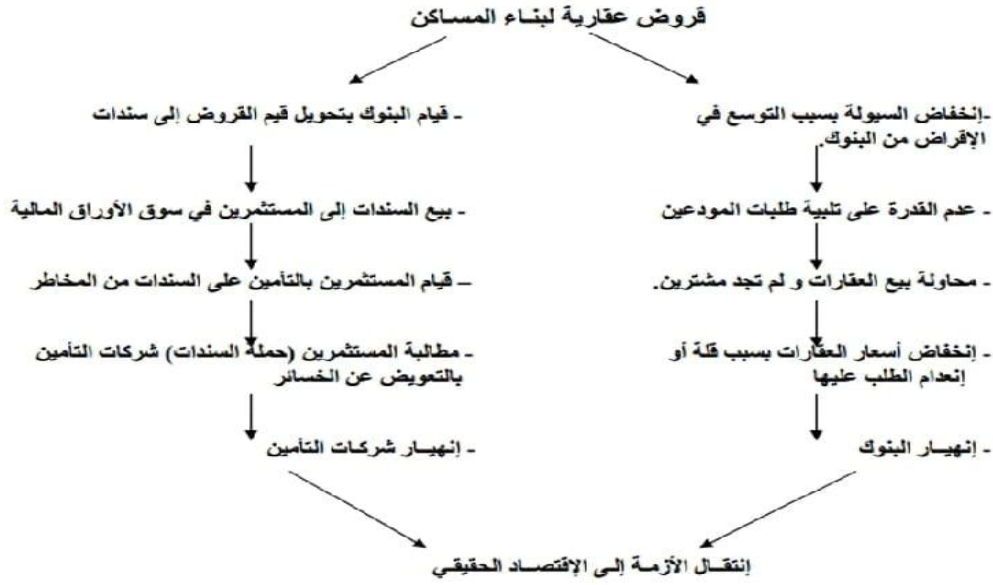 قروض عقارية لبناء المساكن
-إنخفاض السيولة بسبب التوسع في
الإقراض من البنوك.
- عدم القدرة على تلبية طلبات المودعين
- محاولة بيع العقارات و لم تجد مشترين.
- إنخفاض أسعار العقارات بسبب قلة أو
إنعدام الطلب عليها
- إنهيار البنوك
- قيام البنوك بتحويل قيم القروض إلى سندات
- بيع السندات إلى المستثمرين في سوق الأوراق المالية
– قيام المستثمرين بالتأمين على السندات من المخاطر
- مطالبة المستثمرين (حملة السندات) شركات التأمين
بالتعويض عن الخسائر
- إنهيار شركات التأمين
إنتقال الأزمة إلى الإقتصاد الحقيقي